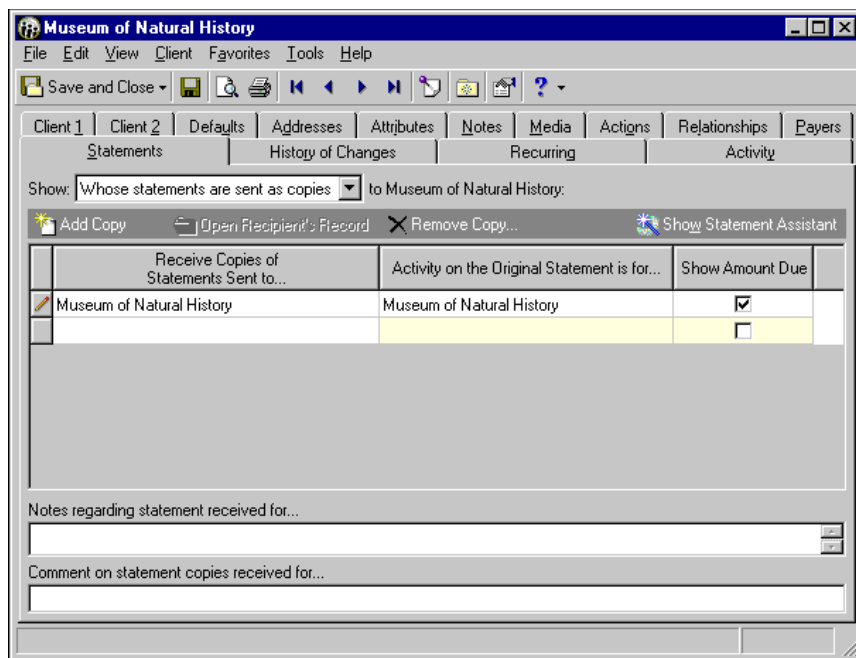 Museum of Natural History
File Edit View Client Favorites Tools Help
Save and Close ?
Client 1 Client 2 Defaults Addresses Attributes Notes Media Actions Relationships Payers
Statements History of Changes Recurring Activity
Show: Whose statements are sent as copies to Museum of Natural History:
Add Copy Open Recipient's Record Remove Copy... Show Statement Assistant
Receive Copies of
Statements Sent to... Activity on the Original Statement is for... Show Amount Due
Museum of Natural History Museum of Natural History
Notes regarding statement received for...
Comment on statement copies received for...